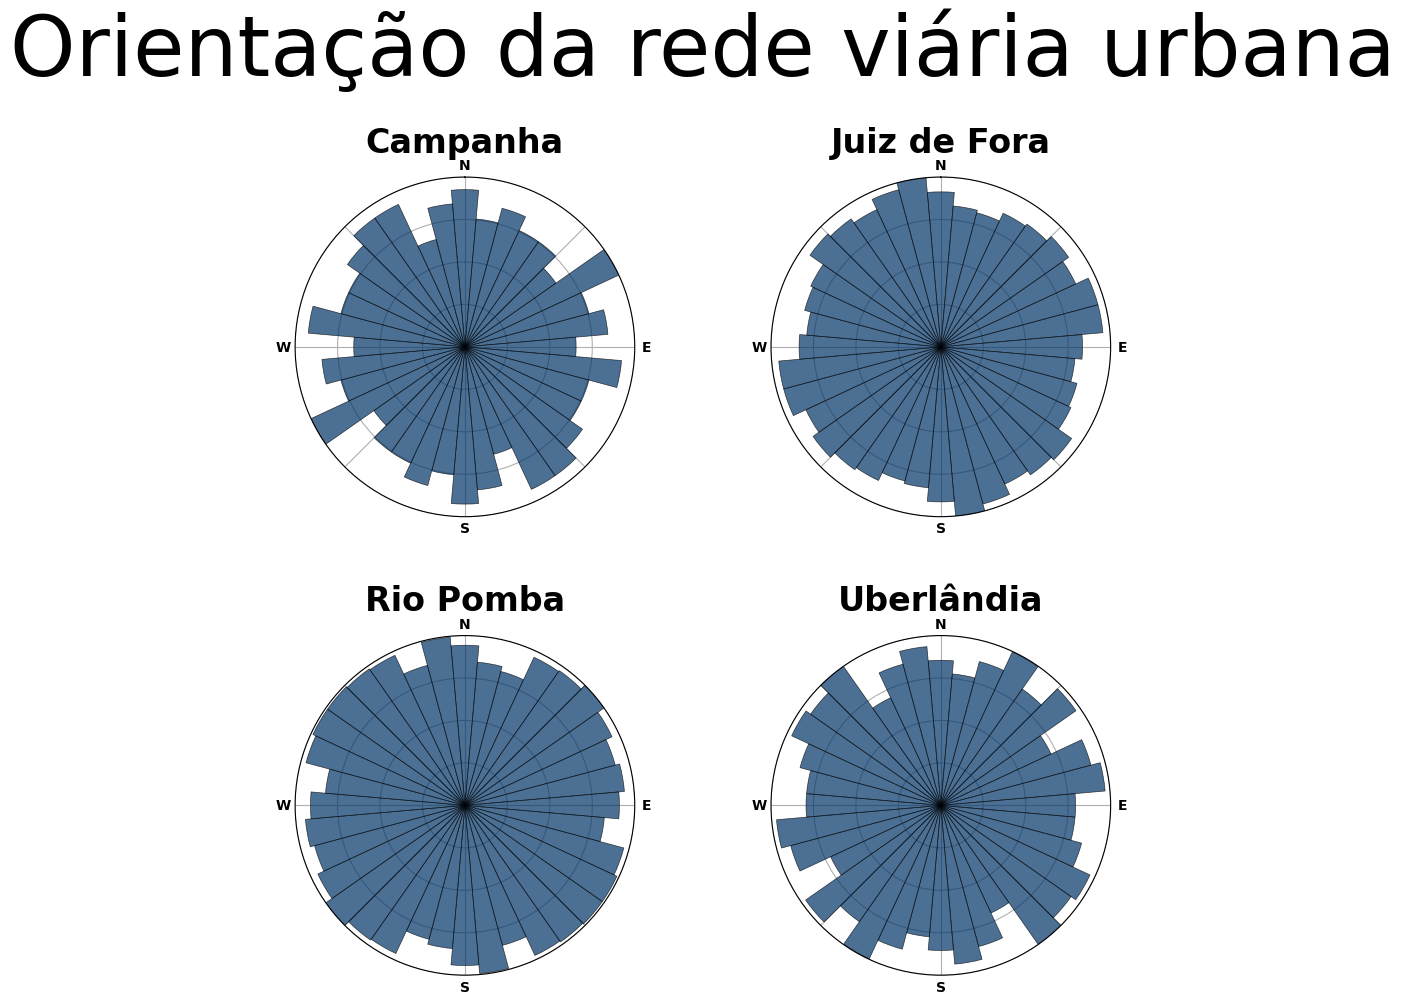 Orientação da rede viária urbana
Campanha
N
W
E
S
Juiz de Fora
N
W
E
S
Rio Pomba
N
W
E
S
Uberlândia
N
W
E
S